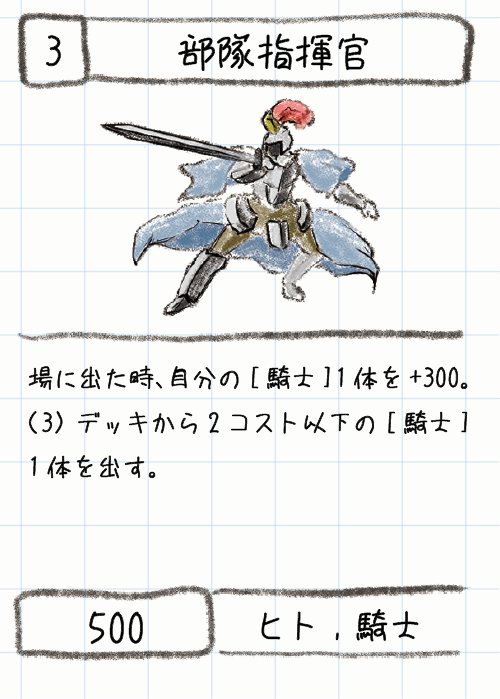 3
部隊指揮官
場に出た時、自分の[騎士]1体を+300。
(3) デッキから2コスト以下の[騎士]
1体を出す。
500
ヒト,騎士